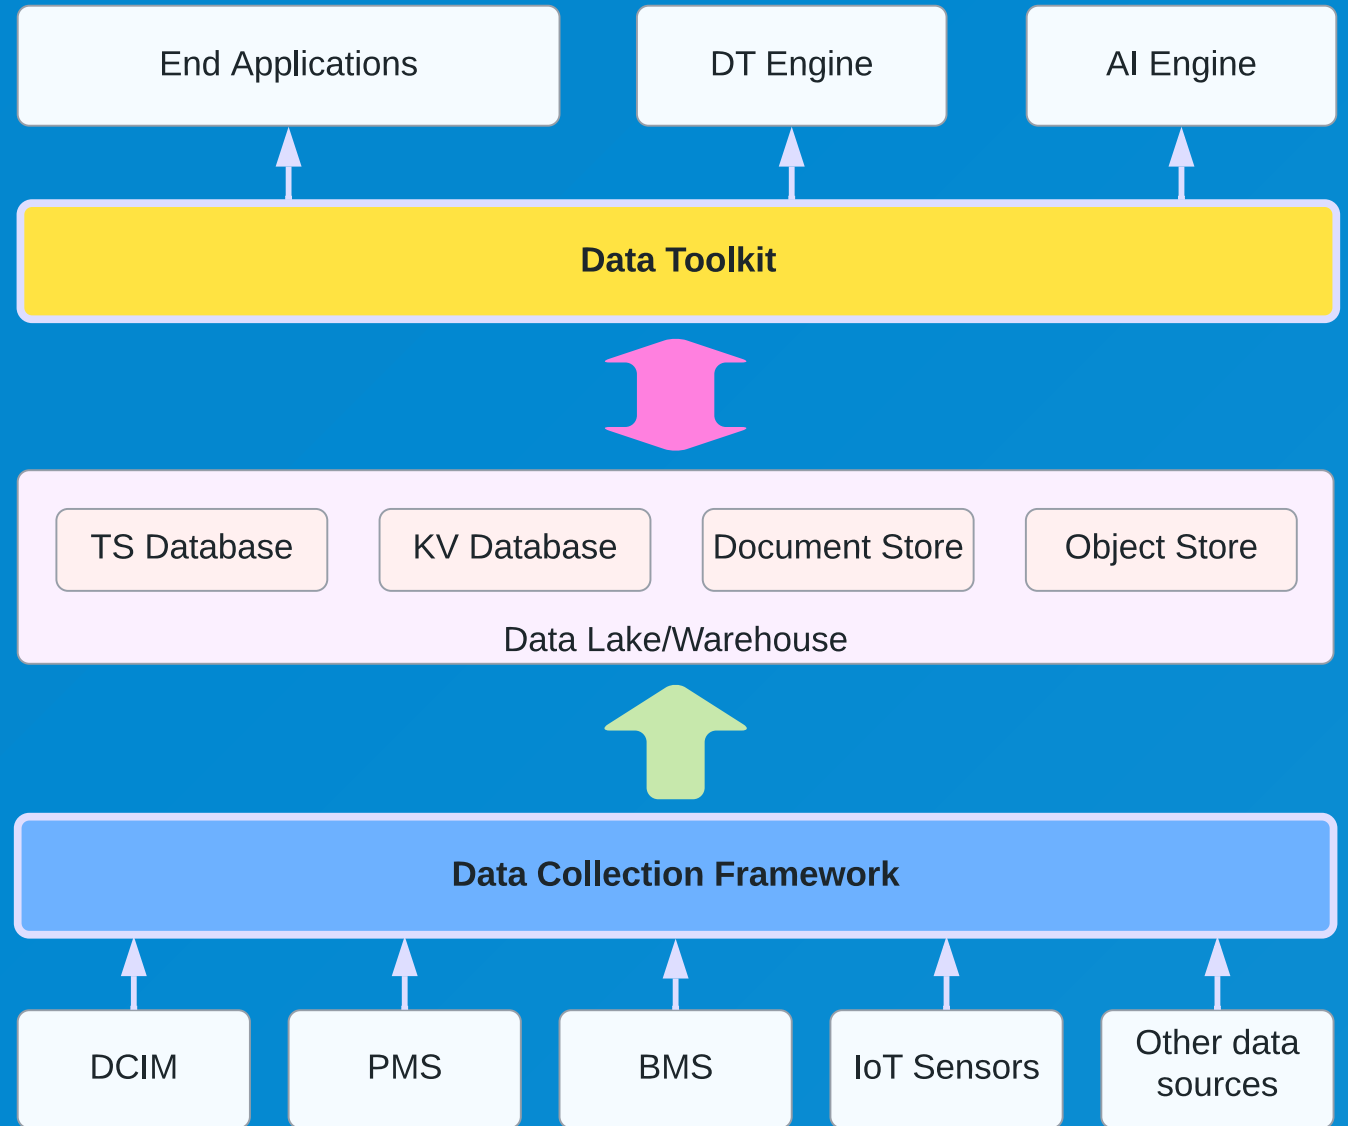 End Applications
DT Engine
AI Engine
Data Toolkit
TS Database
KV Database
Document Store
Object Store
Data Lake/Warehouse
Data Collection Framework
DCIM
PMS
BMS
IoT Sensors
Other data
sources